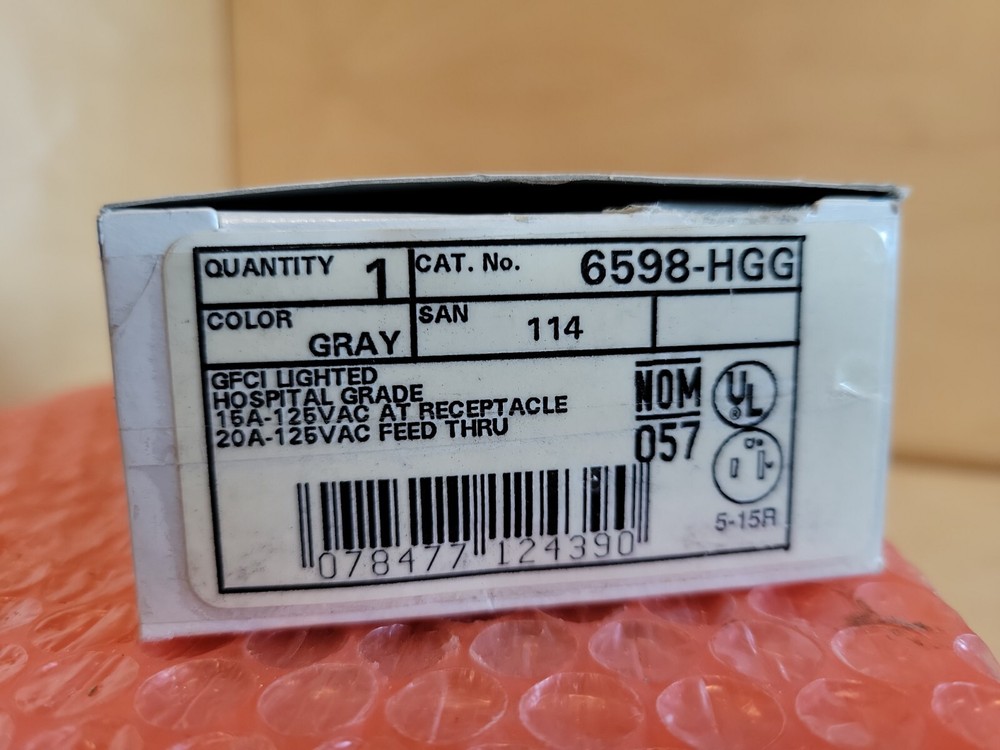 QUANTITY 1 CAT. No. 6598-HGG
COLOR GRAY SAN 114
GFCI LIGHTED
HOSPITAL GRADE
15A-125VAC AT RECEPTACLE
20A-125VAC FEED THRU
NOM
057
UL
®
5-15R
078477 124390